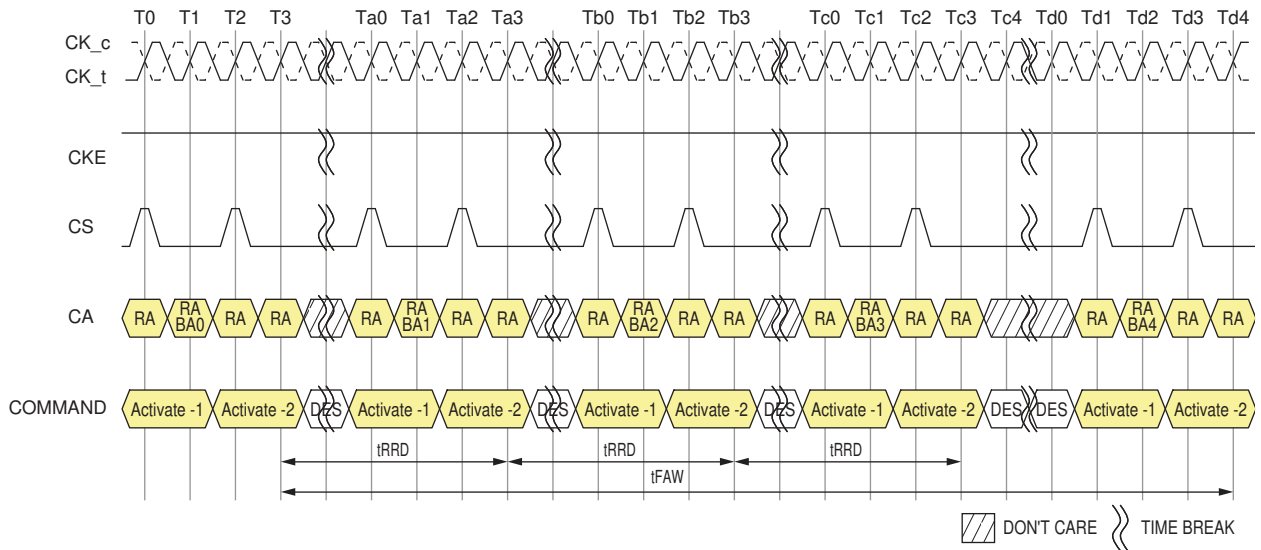 T0 T1 T2 T3 Ta0 Ta1 Ta2 Ta3 Tb0 Tb1 Tb2 Tb3 Tc0 Tc1 Tc2 Tc3 Tc4 Td0 Td1 Td2 Td3 Td4
CK_c
CK_t
CKE
CS
CA RA RA BA0 RA RA RA RA BA1 RA RA RA RA BA2 RA RA RA RA BA3 RA RA RA RA BA4 RA RA
COMMAND Activate -1 Activate -2 DES Activate -1 Activate -2 DES Activate -1 Activate -2 DES Activate -1 Activate -2 DES DES Activate -1 Activate -2
tRRD tRRD tRRD
tFAW
DON'T CARE TIME BREAK